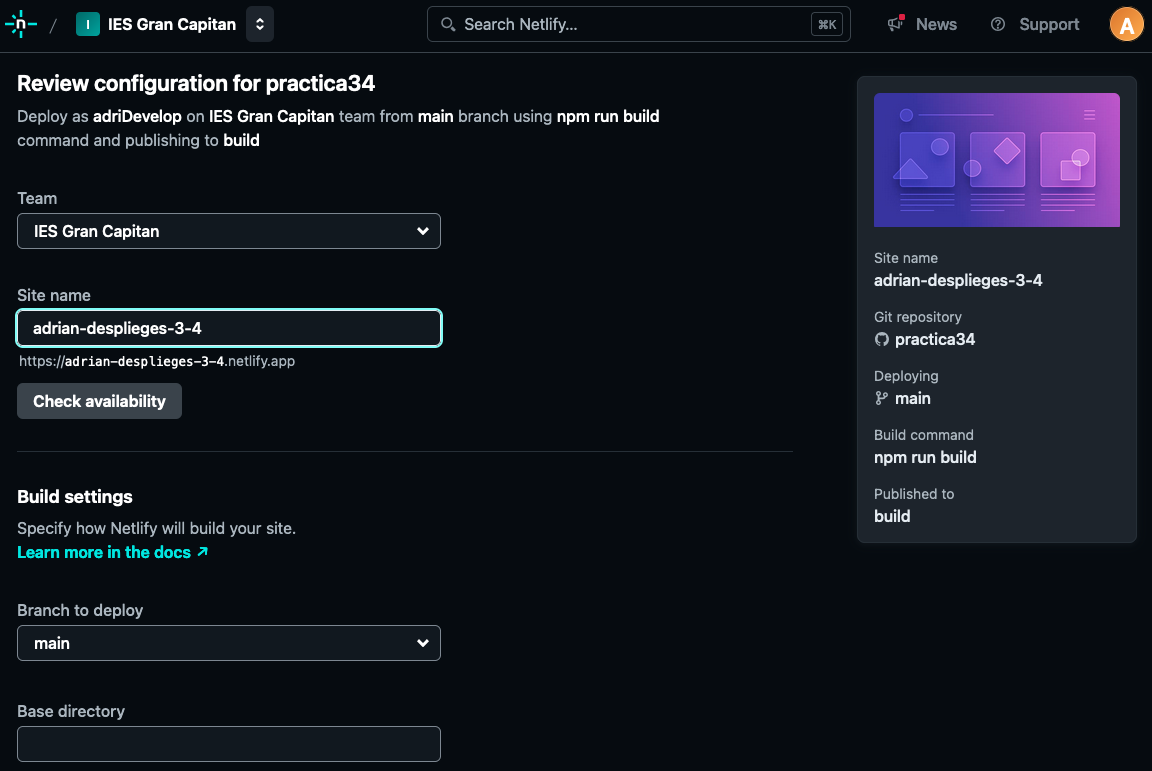 n / I IES Gran Capitan Search Netlify... ⌘K News Support A
Review configuration for practica34
Deploy as adriDevelop on IES Gran Capitan team from main branch using npm run build
command and publishing to build
Team
IES Gran Capitan
Site name
adrian-desplieges-3-4
https://adrian-desplieges-3-4.netlify.app
Check availability
Build settings
Specify how Netlify will build your site.
Learn more in the docs ↗
Branch to deploy
main
Base directory
Site name
adrian-desplieges-3-4
Git repository
practica34
Deploying
main
Build command
npm run build
Published to
build